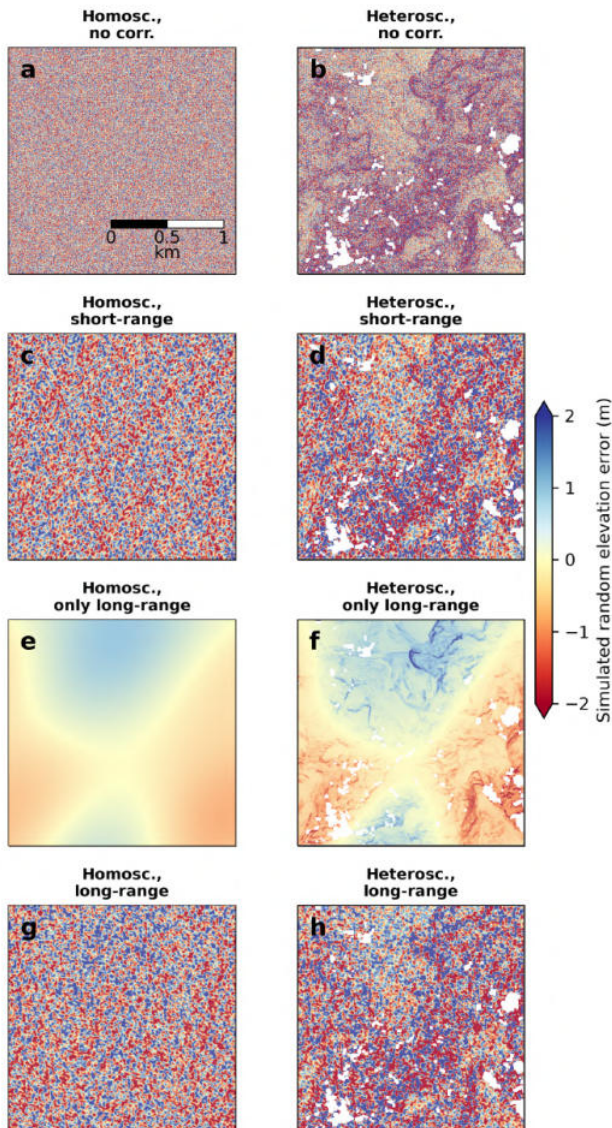 Homosc.,
no corr.
Heterosc.,
no corr.
a
b
0 0.5 1
km
Homosc.,
short-range
Heterosc.,
short-range
c
d
Homosc.,
only long-range
Heterosc.,
only long-range
e
f
Homosc.,
long-range
Heterosc.,
long-range
g
h
2
1
0
−1
−2
Simulated random elevation error (m)